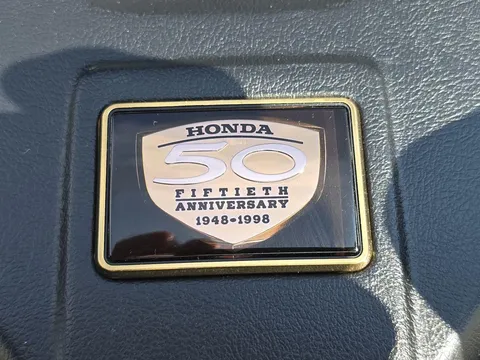 HONDA
50
FIFTIETH
ANNIVERSARY
1948•1998